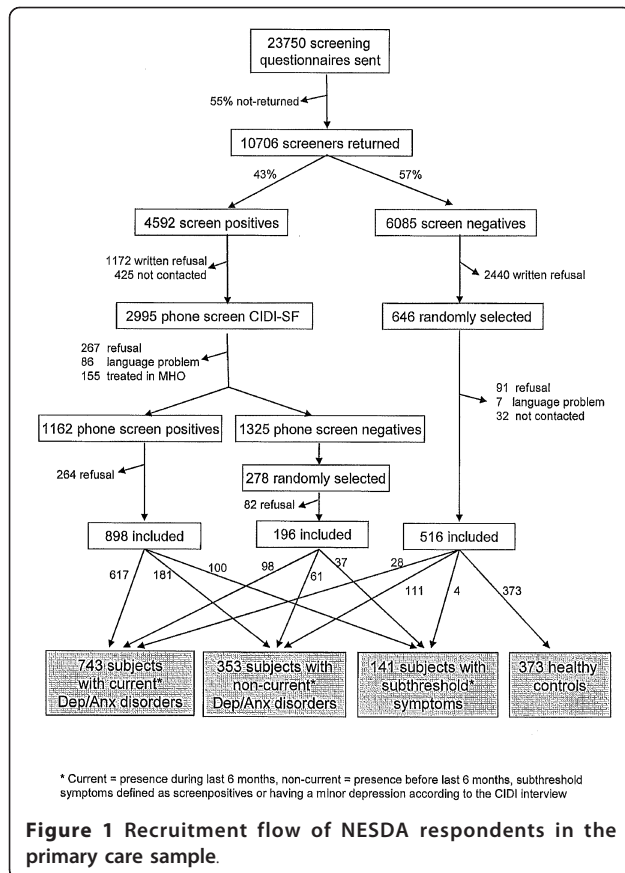 23750 screening
questionnaires sent
55% not-returned
10706 screeners returned
43%
57%
4592 screen positives
6085 screen negatives
1172 written refusal
425 not contacted
2440 written refusal
2995 phone screen CIDI-SF
646 randomly selected
267 refusal
86 language problem
155 treated in MHO
91 refusal
7 language problem
32 not contacted
1162 phone screen positives
1325 phone screen negatives
264 refusal
278 randomly selected
82 refusal
898 included
196 included
516 included
617
181
100
98
61
37
28
111
4
373
743 subjects
with current*
Dep/Anx disorders
353 subjects with
non-current*
Dep/Anx disorders
141 subjects with
subthreshold*
symptoms
373 healthy
controls
* Current = presence during last 6 months, non-current = presence before last 6 months, subthreshold
symptoms defined as screenpositives or having a minor depression according to the CIDI interview
Figure 1 Recruitment flow of NESDA respondents in the
primary care sample.